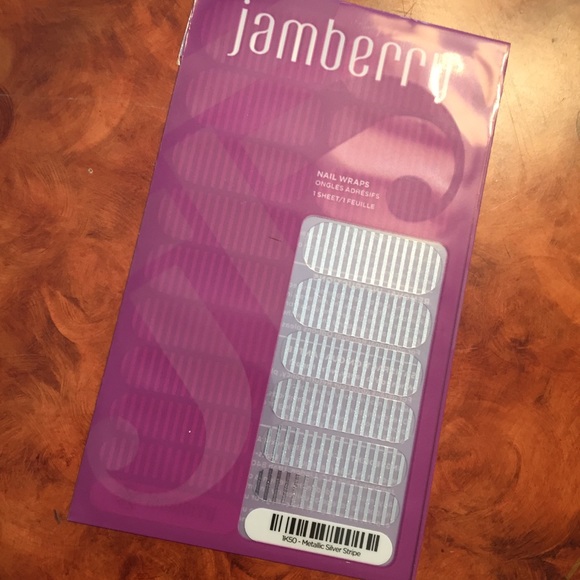 jamberry
NAIL WRAPS
ONGLES ADHÉSIFS
1 SHEET/1 FEUILLE
1K50 - Metallic Silver Stripe